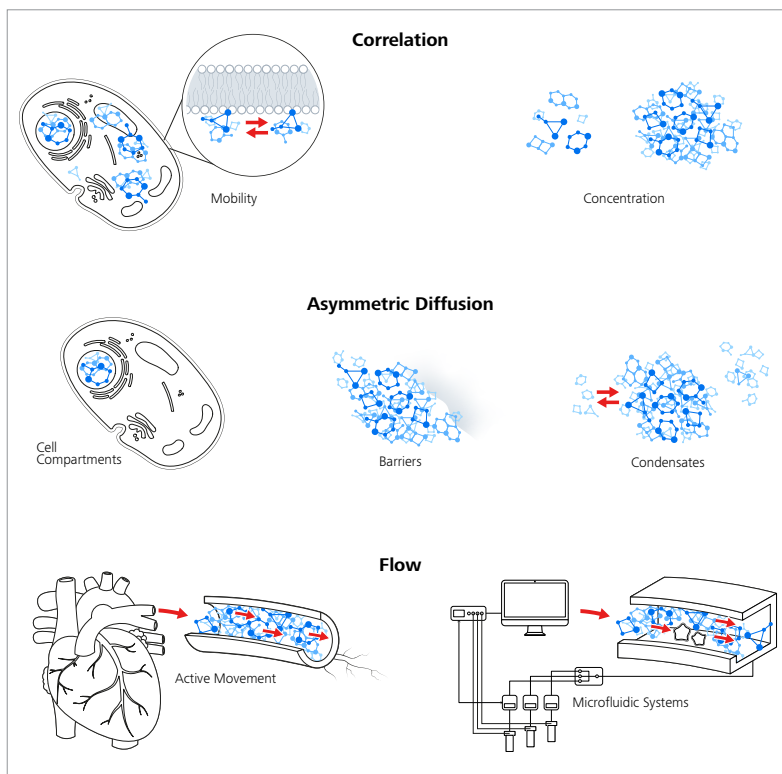 Correlation
Mobility
Concentration
Asymmetric Diffusion
Cell
Compartments
Barriers
Condensates
Flow
Active Movement
Microfluidic Systems